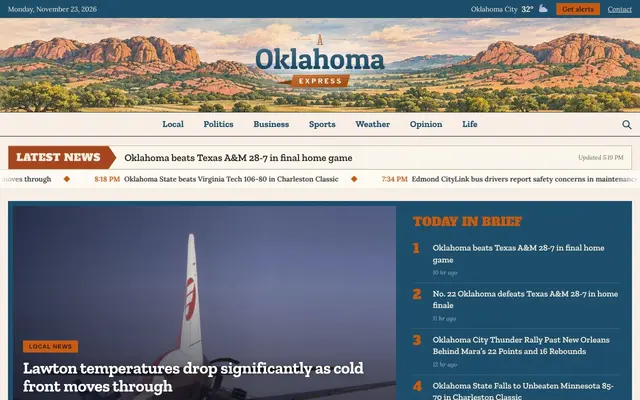 Monday, November 23, 2026
Oklahoma City 32°
Get alerts
Contact
Oklahoma
EXPRESS
Local Politics Business Sports Weather Opinion Life
LATEST NEWS
Oklahoma beats Texas A&M 28-7 in final home game
Updated 5:19 PM
moves through
8:18 PM Oklahoma State beats Virginia Tech 106-80 in Charleston Classic
7:34 PM Edmond CityLink bus drivers report safety concerns in maintenanc
LOCAL NEWS
Lawton temperatures drop significantly as cold
front moves through
TODAY IN BRIEF
1 Oklahoma beats Texas A&M 28-7 in final home
game
10 hr ago
2 No. 22 Oklahoma defeats Texas A&M 28-7 in home
finale
11 hr ago
3 Oklahoma City Thunder Rally Past New Orleans
Behind Mara's 22 Points and 16 Rebounds
12 hr ago
4 Oklahoma State Falls to Unbeaten Minnesota 85-
70 in Charleston Classic